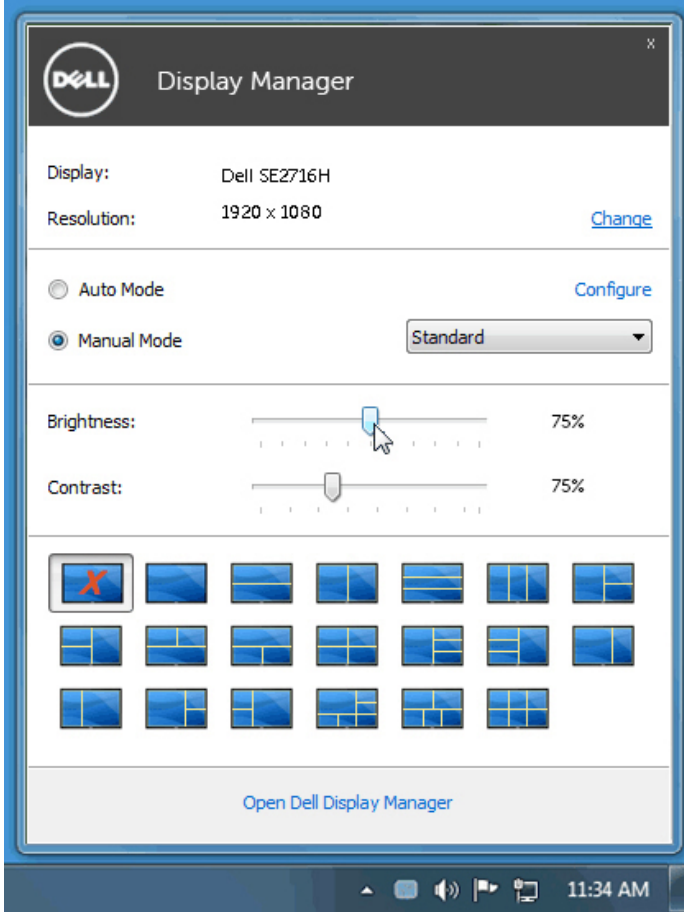 DELL
Display Manager
x
Display: Dell SE2716H
Resolution: 1920 x 1080 Change
Auto Mode Configure
Manual Mode Standard
Brightness: 75%
Contrast: 75%
X
Open Dell Display Manager
11:34 AM